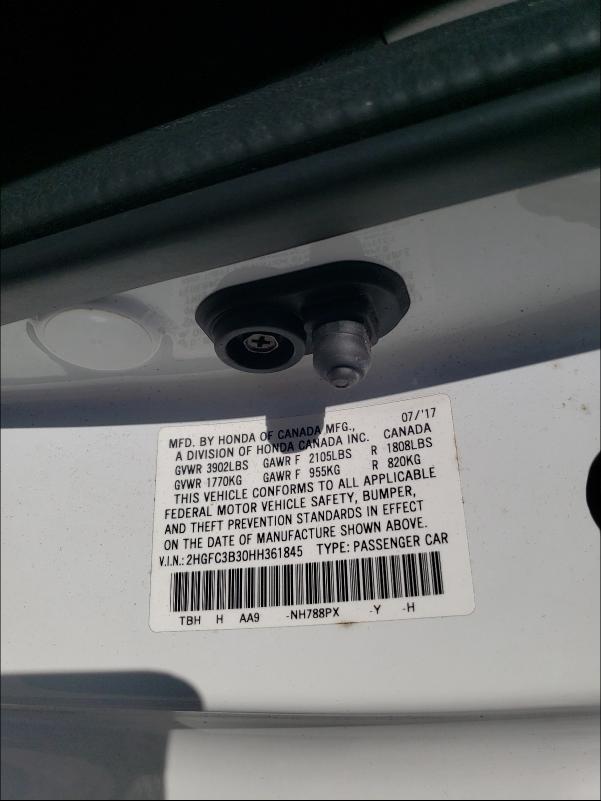 07/'17
MFD. BY HONDA OF CANADA MFG.,
A DIVISION OF HONDA CANADA INC. CANADA
GVWR 3902LBS GAWR F 2105LBS R 1808LBS
GVWR 1770KG GAWR F 955KG R 820KG
THIS VEHICLE CONFORMS TO ALL APPLICABLE
FEDERAL MOTOR VEHICLE SAFETY, BUMPER,
AND THEFT PREVENTION STANDARDS IN EFFECT
ON THE DATE OF MANUFACTURE SHOWN ABOVE.
V.I.N.: 2HGFC3B30HH361845 TYPE: PASSENGER CAR
TBH H AA9 -NH788PX -Y -H